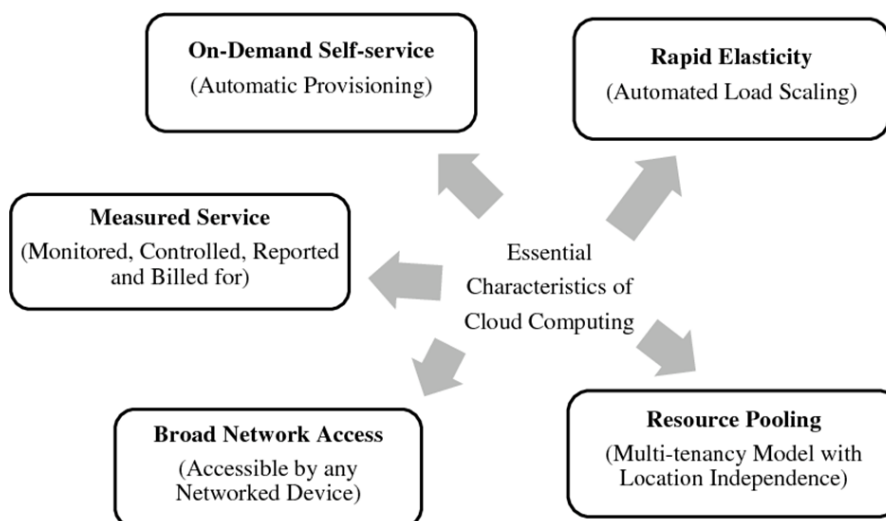 On-Demand Self-service
(Automatic Provisioning)
Rapid Elasticity
(Automated Load Scaling)
Measured Service
(Monitored, Controlled, Reported
and Billed for)
Essential
Characteristics of
Cloud Computing
Broad Network Access
(Accessible by any
Networked Device)
Resource Pooling
(Multi-tenancy Model with
Location Independence)